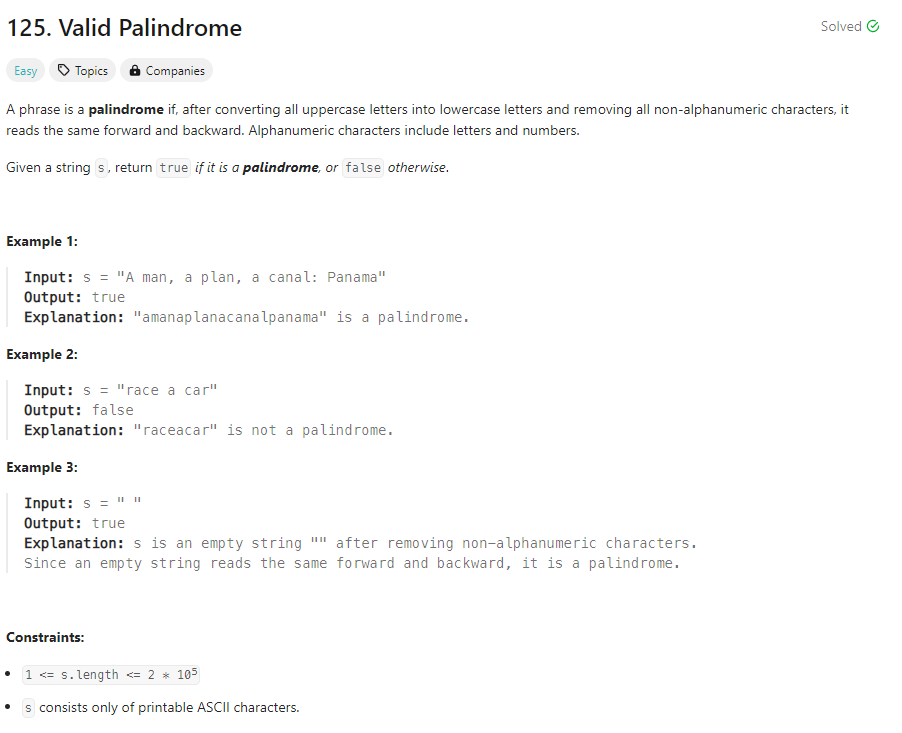 125. Valid Palindrome
Solved
Easy
Topics
Companies
A phrase is a palindrome if, after converting all uppercase letters into lowercase letters and removing all non-alphanumeric characters, it
reads the same forward and backward. Alphanumeric characters include letters and numbers.
Given a string s, return true if it is a palindrome, or false otherwise.
Example 1:
Input: s = "A man, a plan, a canal: Panama"
Output: true
Explanation: "amanaplanacanalpanama" is a palindrome.
Example 2:
Input: s = "race a car"
Output: false
Explanation: "raceacar" is not a palindrome.
Example 3:
Input: s = " "
Output: true
Explanation: s is an empty string "" after removing non-alphanumeric characters.
Since an empty string reads the same forward and backward, it is a palindrome.
Constraints:
• 1 <= s.length <= 2 * 10⁵
• s consists only of printable ASCII characters.